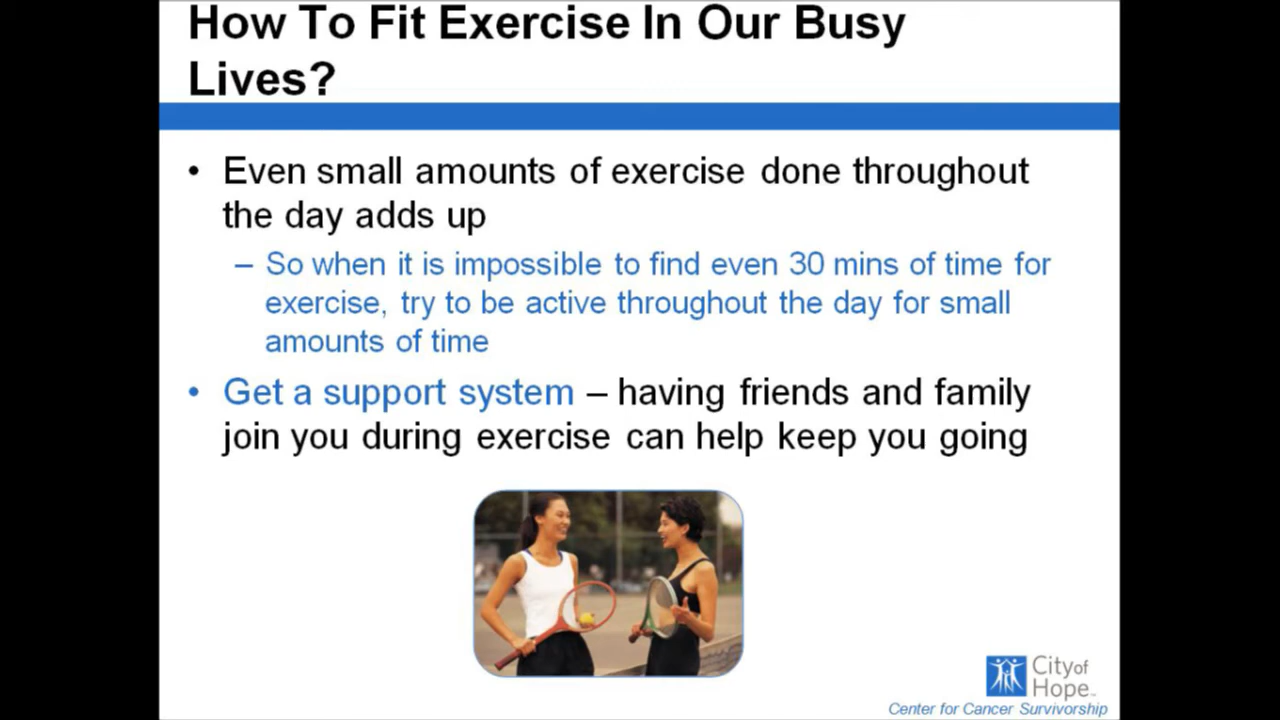 How To Fit Exercise In Our Busy
Lives?
• Even small amounts of exercise done throughout
the day adds up
– So when it is impossible to find even 30 mins of time for
exercise, try to be active throughout the day for small
amounts of time
• Get a support system – having friends and family
join you during exercise can help keep you going
City of
Hope™
Center for Cancer Survivorship